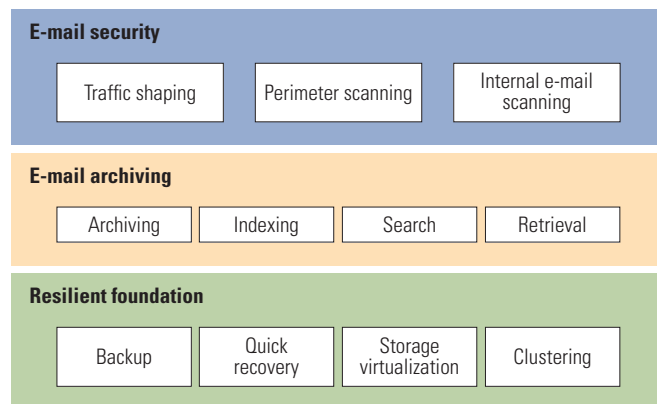 E-mail security
Traffic shaping
Perimeter scanning
Internal e-mail
scanning
E-mail archiving
Archiving
Indexing
Search
Retrieval
Resilient foundation
Backup
Quick
recovery
Storage
virtualization
Clustering